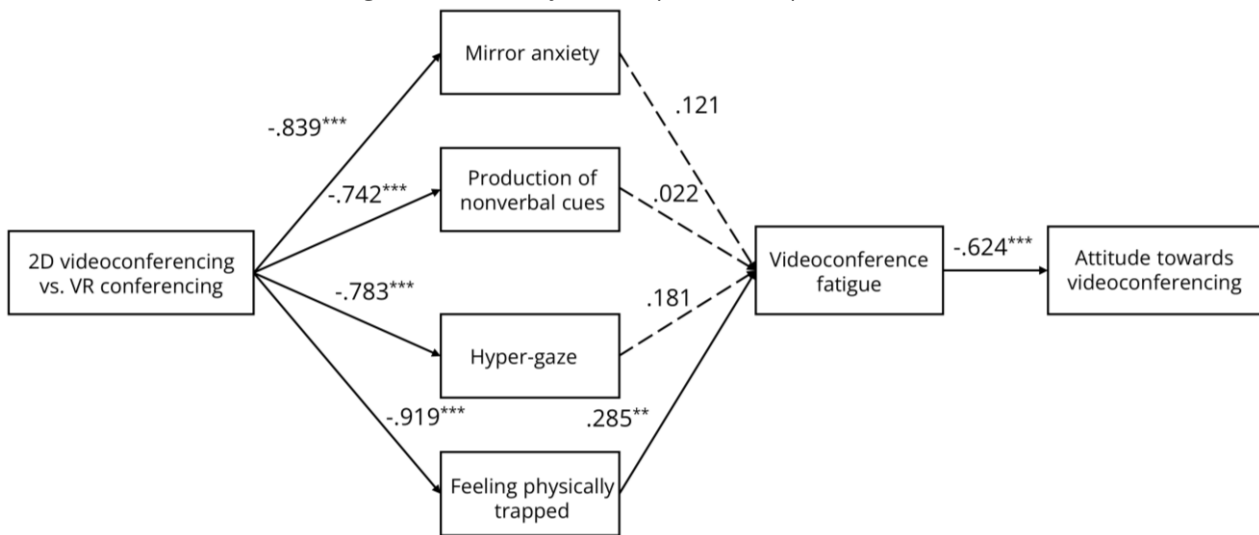 Mirror anxiety
.121
-.839***
Production of
nonverbal cues
-.742***
.022
2D videoconferencing
vs. VR conferencing
Videoconference
fatigue
-.624***
Attitude towards
videoconferencing
-.783***
.181
Hyper-gaze
-.919***
.285**
Feeling physically
trapped